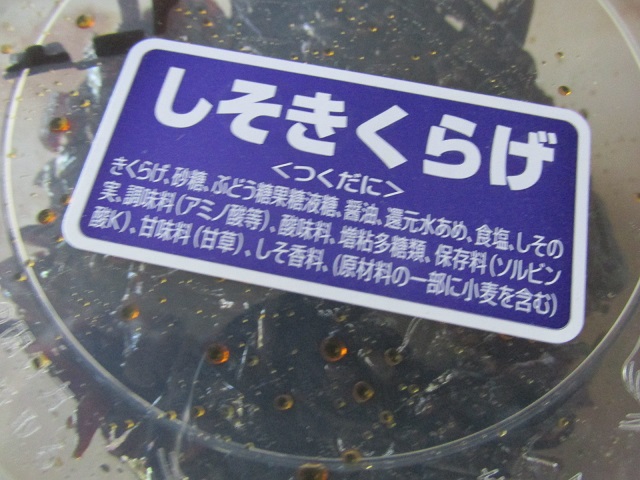 しそきくらげ
<つくだに>
きくらげ、砂糖、ぶどう糖果糖液糖、醤油、還元水あめ、食塩、しその
実、調味料(アミノ酸等)、酸味料、増粘多糖類、保存料(ソルビン
酸K)、甘味料(甘草)、しそ香料、(原材料の一部に小麦を含む)